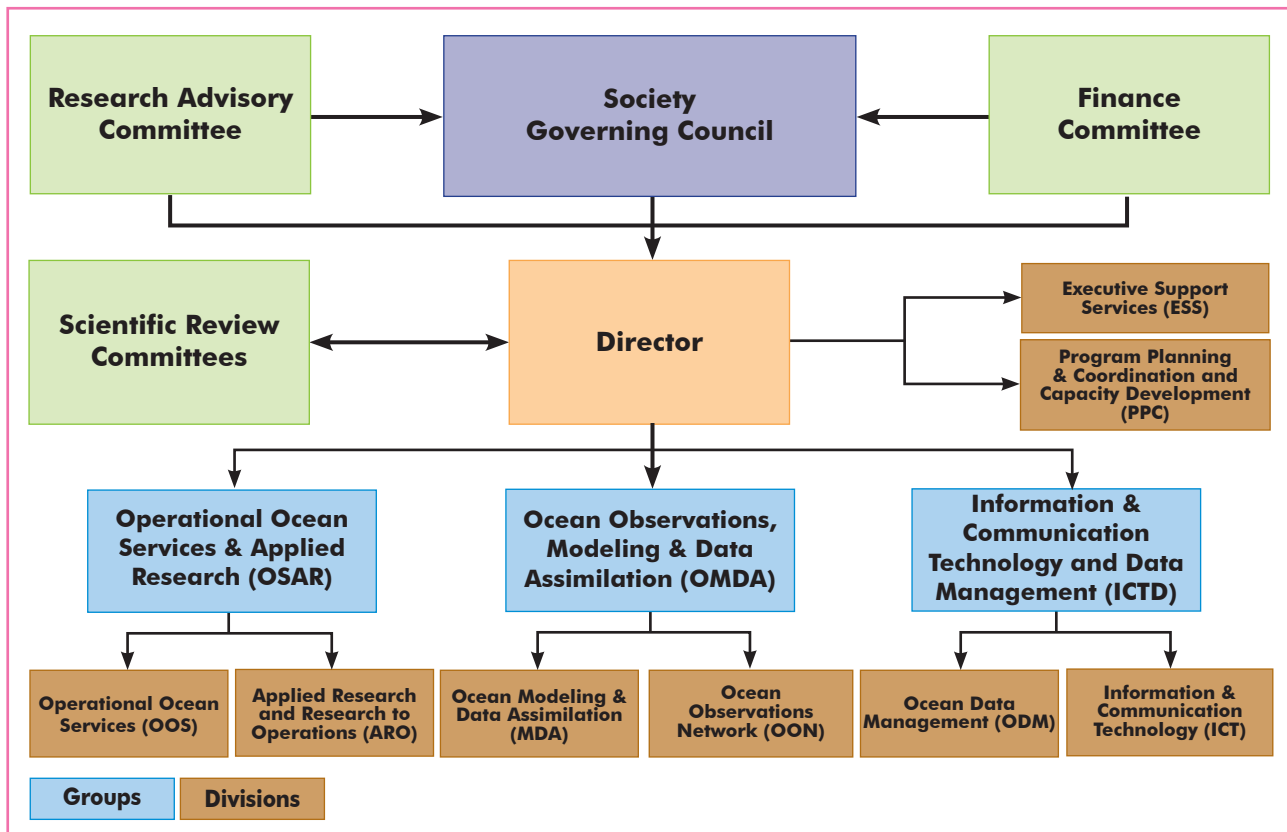 Research Advisory
Committee
Society
Governing Council
Finance
Committee
Scientific Review
Committees
Director
Executive Support
Services (ESS)
Program Planning
& Coordination and
Capacity Development
(PPC)
Operational Ocean
Services & Applied
Research (OSAR)
Ocean Observations,
Modeling & Data
Assimilation (OMDA)
Information &
Communication
Technology and Data
Management (ICTD)
Operational Ocean
Services (OOS)
Applied Research
and Research to
Operations (ARO)
Ocean Modeling &
Data Assimilation
(MDA)
Ocean
Observations
Network (OON)
Ocean Data
Management (ODM)
Information &
Communication
Technology (ICT)
Groups
Divisions